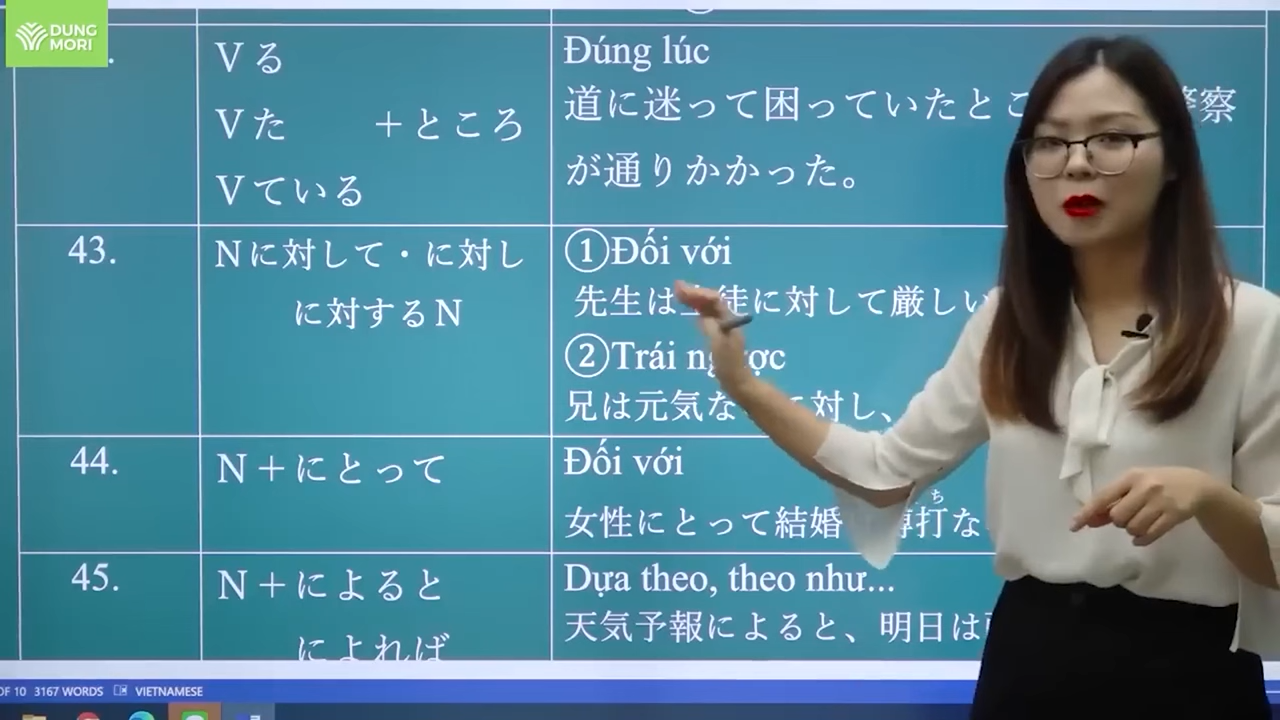 DUNG
MORI
Vる
Vた ＋ところ
Vている
Đúng lúc
道に迷って困っていたとこ 警察
が通りかかった。
43.
Nに対して・に対し
に対するN
①Đối với
先生は生徒に対して厳しい
②Trái ngược
兄は元気な 対し、
44.
N＋にとって
Đối với
ち
女性にとって結婚 打な
45.
N＋によると
によれば
Dựa theo, theo như...
天気予報によると、明日は
OF 10 3167 WORDS VIETNAMESE